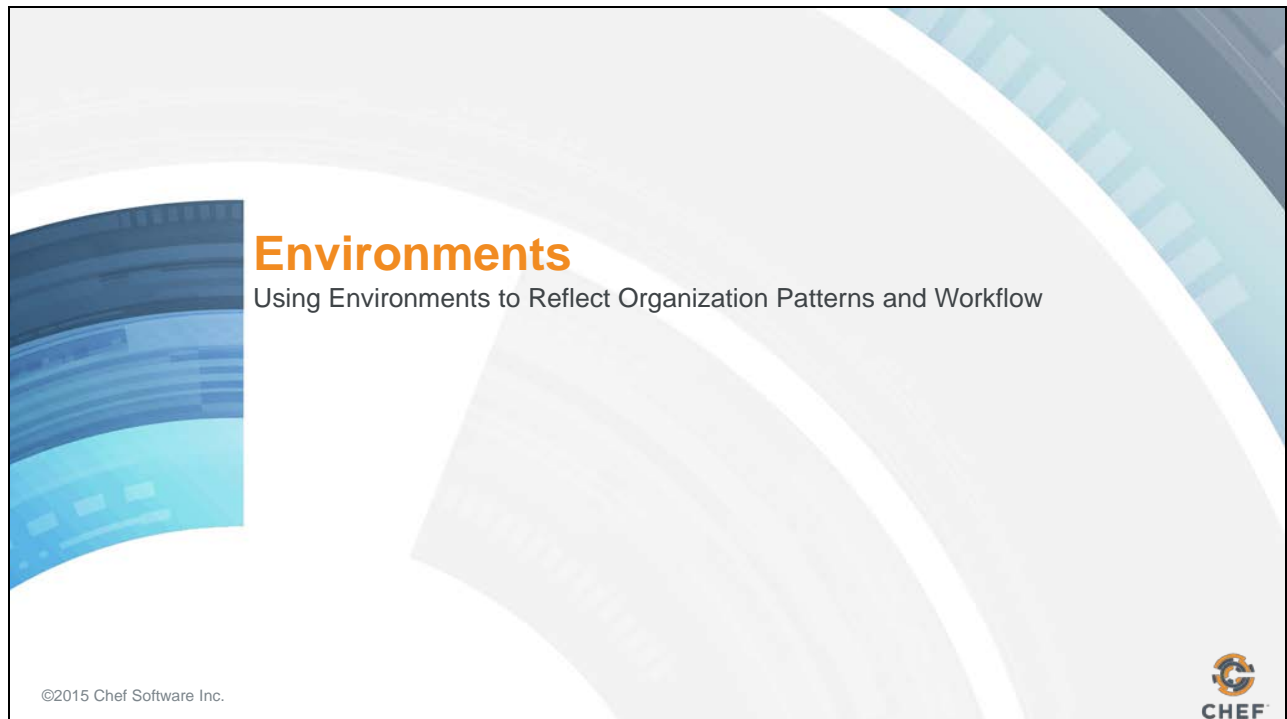 Environments
Using Environments to Reflect Organization Patterns and Workflow
©2015 Chef Software Inc.
CHEF